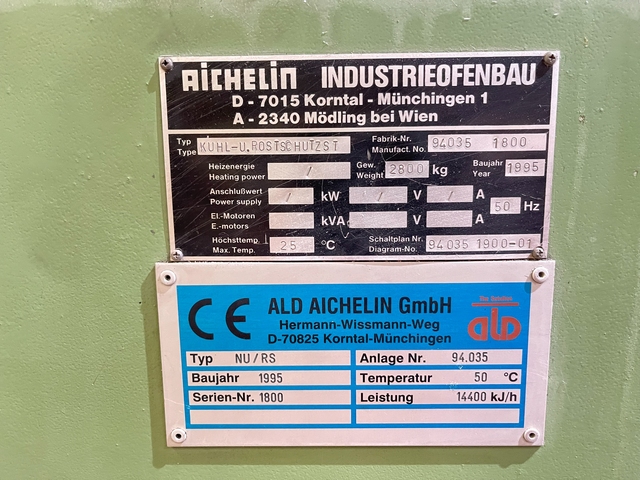 AICHELIN INDUSTRIEOFENBAU
D - 7015 Korntal - Münchingen 1
A - 2340 Mödling bei Wien
Typ Type KÜHL-U.ROSTSCHUTZST Fabrik-Nr. Manufact. No. 94035 1800
Heizenergie Heating power / Gew. Weight 2800 kg Baujahr Year 1995
Anschlußwert Power supply / kW / / V / A
El.-Motoren E.-motors kVA V A 50 Hz
Höchsttemp. Max. Temp. 25 °C Schaltplan Nr. Diagram-No. 94 035 1900-01
CE ALD AICHELIN GmbH
Hermann-Wissmann-Weg
D-70825 Korntal-Münchingen
ald
Typ NU/RS Anlage Nr. 94.035
Baujahr 1995 Temperatur 50 °C
Serien-Nr. 1800 Leistung 14400 kJ/h